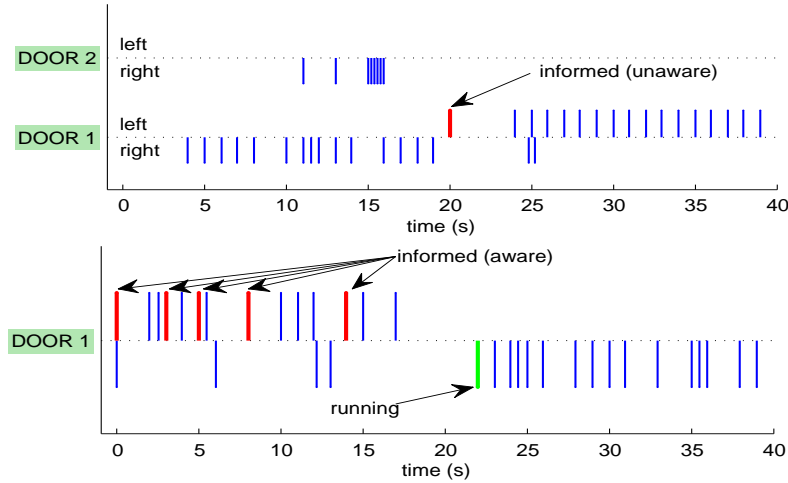 left
DOOR 2
right
informed (unaware)
left
DOOR 1
right
0 5 10 15 20 25 30 35 40
time (s)
informed (aware)
DOOR 1
running
0 5 10 15 20 25 30 35 40
time (s)